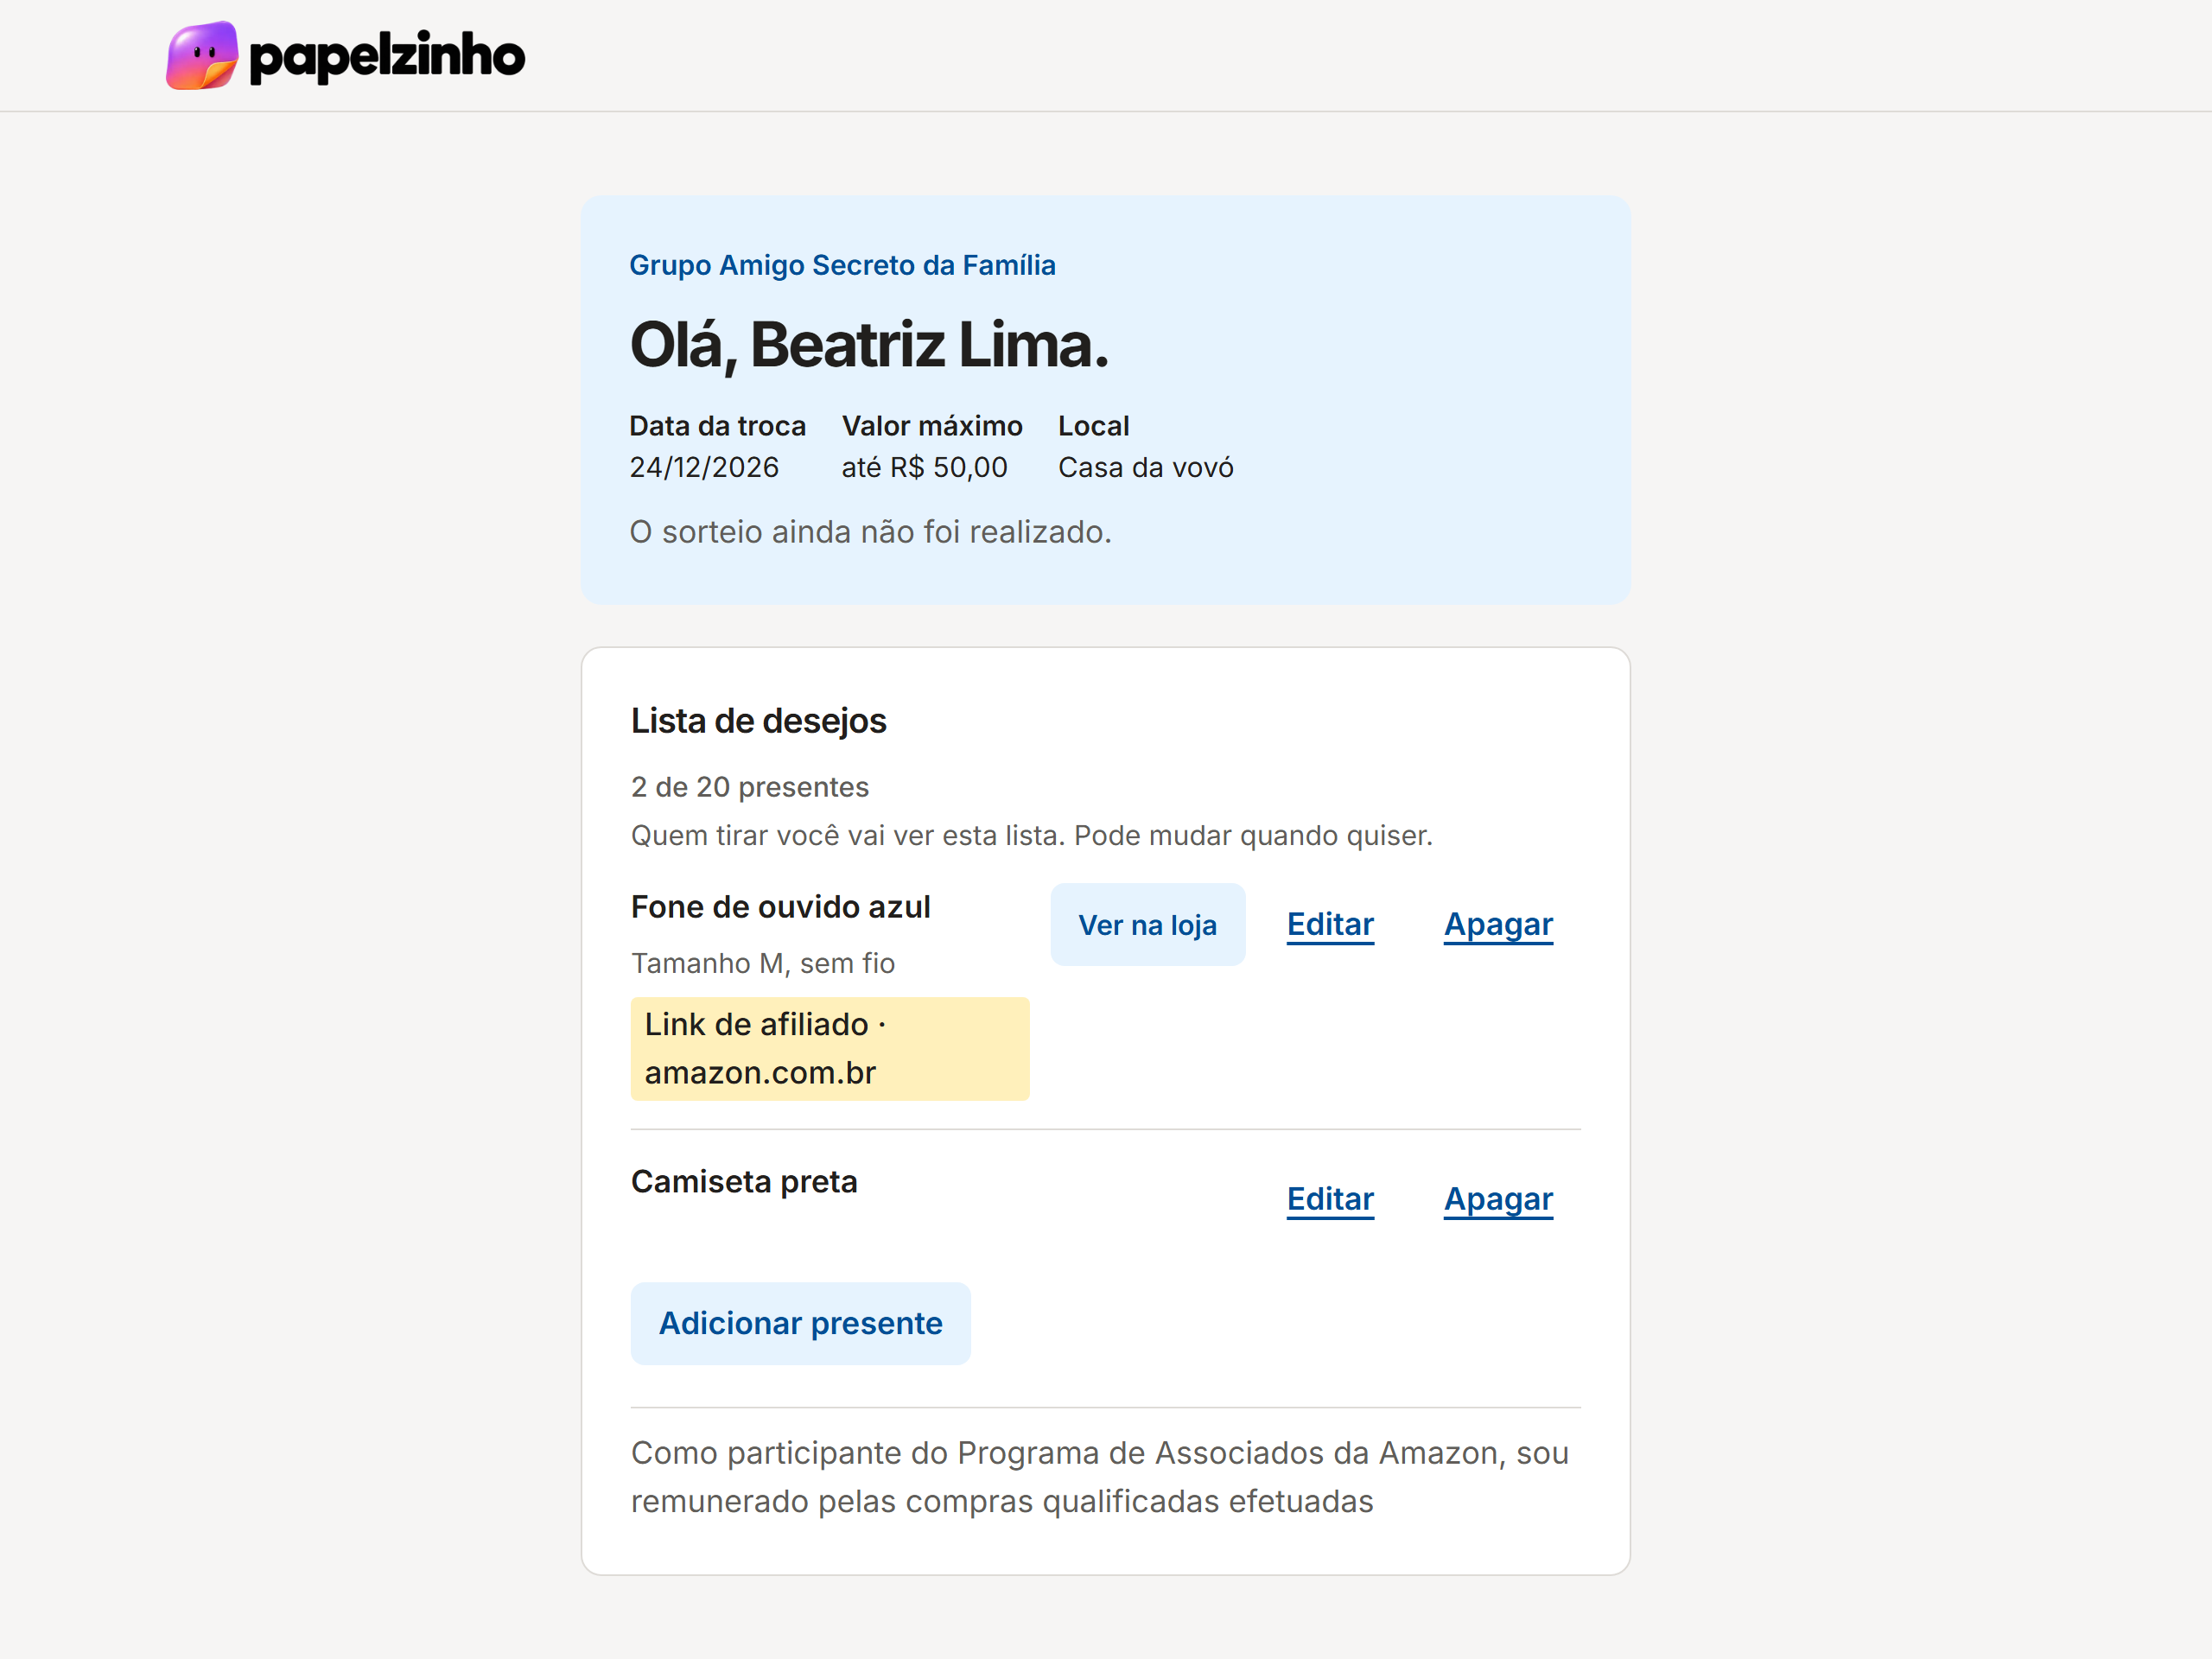 papelzinho
Grupo Amigo Secreto da Família
Olá, Beatriz Lima.
Data da troca Valor máximo Local
24/12/2026 até R$ 50,00 Casa da vovó
O sorteio ainda não foi realizado.
Lista de desejos
2 de 20 presentes
Quem tirar você vai ver esta lista. Pode mudar quando quiser.
Fone de ouvido azul Ver na loja Editar Apagar
Tamanho M, sem fio
Link de afiliado ·
amazon.com.br
Camiseta preta Editar Apagar
Adicionar presente
Como participante do Programa de Associados da Amazon, sou
remunerado pelas compras qualificadas efetuadas